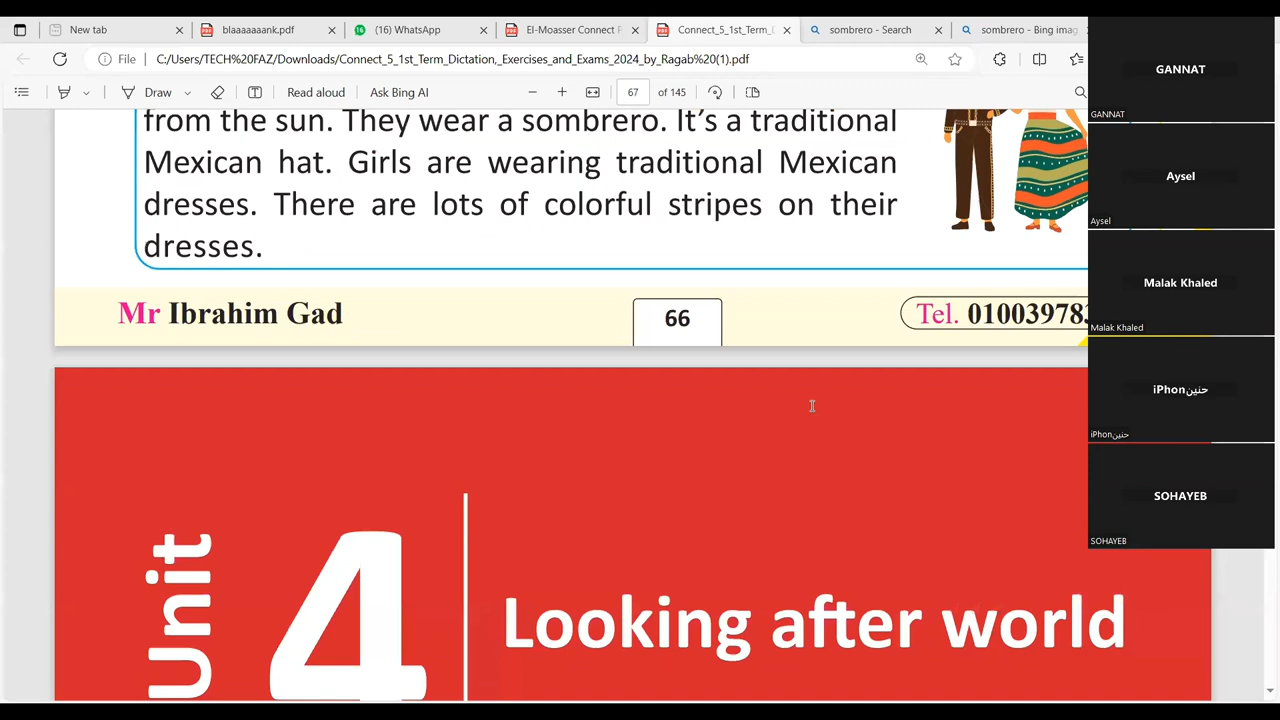 New tab
blaaaaaank.pdf
(16) WhatsApp
El-Moasser Connect P
Connect_5_1st_Term_D
sombrero - Search
sombrero - Bing imag
File
C:/Users/TECH%20FAZ/Downloads/Connect_5_1st_Term_Dictation,_Exercises_and_Exams_2024_by_Ragab%20(1).pdf
Draw
Read aloud
Ask Bing AI
67 of 145
from the sun. They wear a sombrero. It's a traditional
Mexican hat. Girls are wearing traditional Mexican
dresses. There are lots of colorful stripes on their
dresses.
Mr Ibrahim Gad
66
Tel. 01003978
Unit 4
Looking after world
GANNAT
GANNAT
Aysel
Aysel
Malak Khaled
Malak Khaled
iPhonحنين
iPhonحنين
SOHAYEB
SOHAYEB